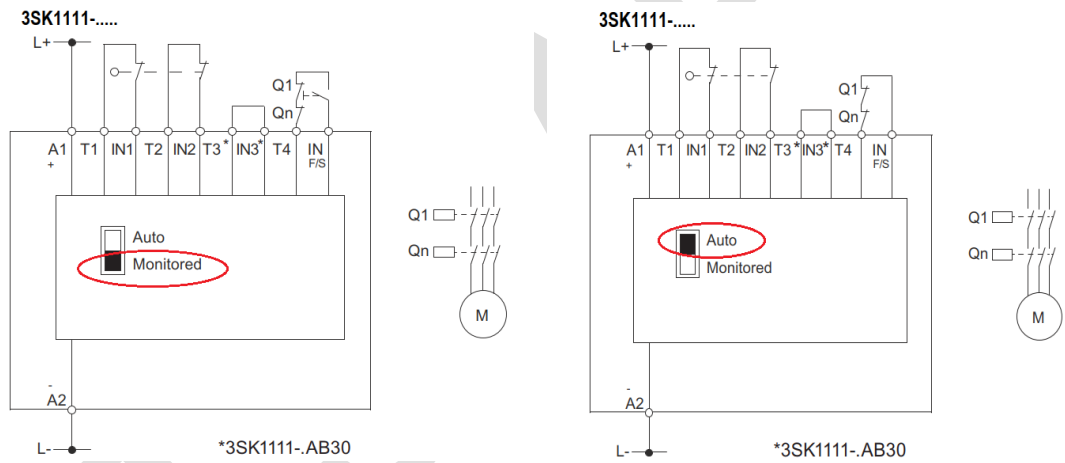 3SK1111-.....
L+
Q1
Qn
A1 T1 IN1 T2 IN2 T3* IN3* T4 IN
+ F/S
Auto
Monitored
Q1
Qn
M
-
A2
L-
*3SK1111-.AB30
3SK1111-.....
L+
Q1
Qn
A1 T1 IN1 T2 IN2 T3* IN3* T4 IN
+ F/S
Auto
Monitored
Q1
Qn
M
-
A2
L-
*3SK1111-.AB30